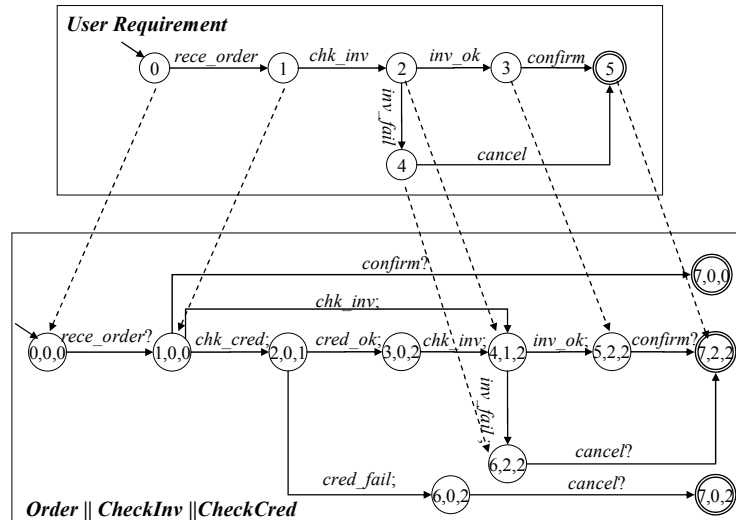 User Requirement
0 rece_order 1 chk_inv 2 inv_ok 3 confirm 5
inv_fail
4 cancel
confirm? 7,0,0
chk_inv;
0,0,0 rece_order? 1,0,0 chk_cred; 2,0,1 cred_ok; 3,0,2 chk_inv; 4,1,2 inv_ok; 5,2,2 confirm? 7,2,2
inv_fail;
6,2,2 cancel?
cred_fail; 6,0,2 cancel? 7,0,2
Order || CheckInv ||CheckCred